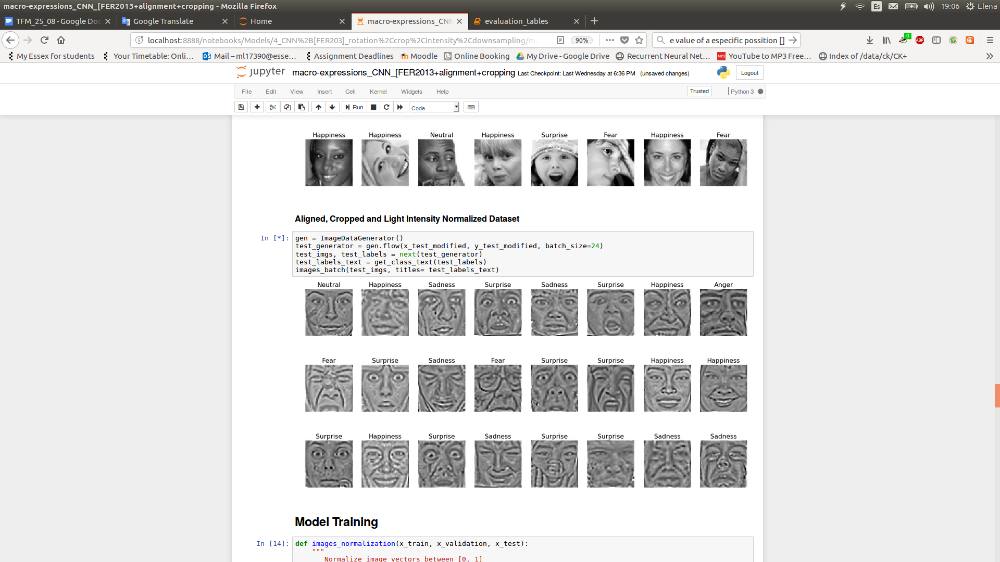 macro-expressions_CNN_[FER2013+alignment+cropping - Mozilla Firefox
Es
19:06
Elena
TFM_25_08 - Google Doc
Google Translate
Home
macro-expressions_CNN
evaluation_tables
localhost:8888/notebooks/Models/4_CNN%2B[FER203]_rotation%2Ccrop%2Cintensity%2Cdownsampling/m
90%
e value of a especific possition []
0
ABP
My Essex for students
Your Timetable: Onli...
Mail – ml17390@esse...
Assignment Deadlines
Moodle
Online Booking
My Drive - Google Drive
Recurrent Neural Net...
MP3
YouTube to MP3 Free...
Index of /data/ck/CK+
jupyter
macro-expressions_CNN_[FER2013+alignment+cropping
Last Checkpoint: Last Wednesday at 6:36 PM
(unsaved changes)
Logout
File
Edit
View
Insert
Cell
Kernel
Widgets
Help
Trusted
Python 3
Run
Code
Happiness Happiness Neutral Happiness Surprise Fear Happiness Fear
Aligned, Cropped and Light Intensity Normalized Dataset
In [*]:
gen = ImageDataGenerator()
test_generator = gen.flow(x_test_modified, y_test_modified, batch_size=24)
test_imgs, test_labels = next(test_generator)
test_labels_text = get_class_text(test_labels)
images_batch(test_imgs, titles= test_labels_text)
Neutral Happiness Sadness Surprise Sadness Surprise Happiness Anger
Fear Surprise Sadness Fear Surprise Surprise Happiness Happiness
Surprise Happiness Surprise Sadness Surprise Surprise Sadness Sadness
Model Training
In [14]:
def images_normalization(x_train, x_validation, x_test):
"""
Normalize image vectors between [0, 1]